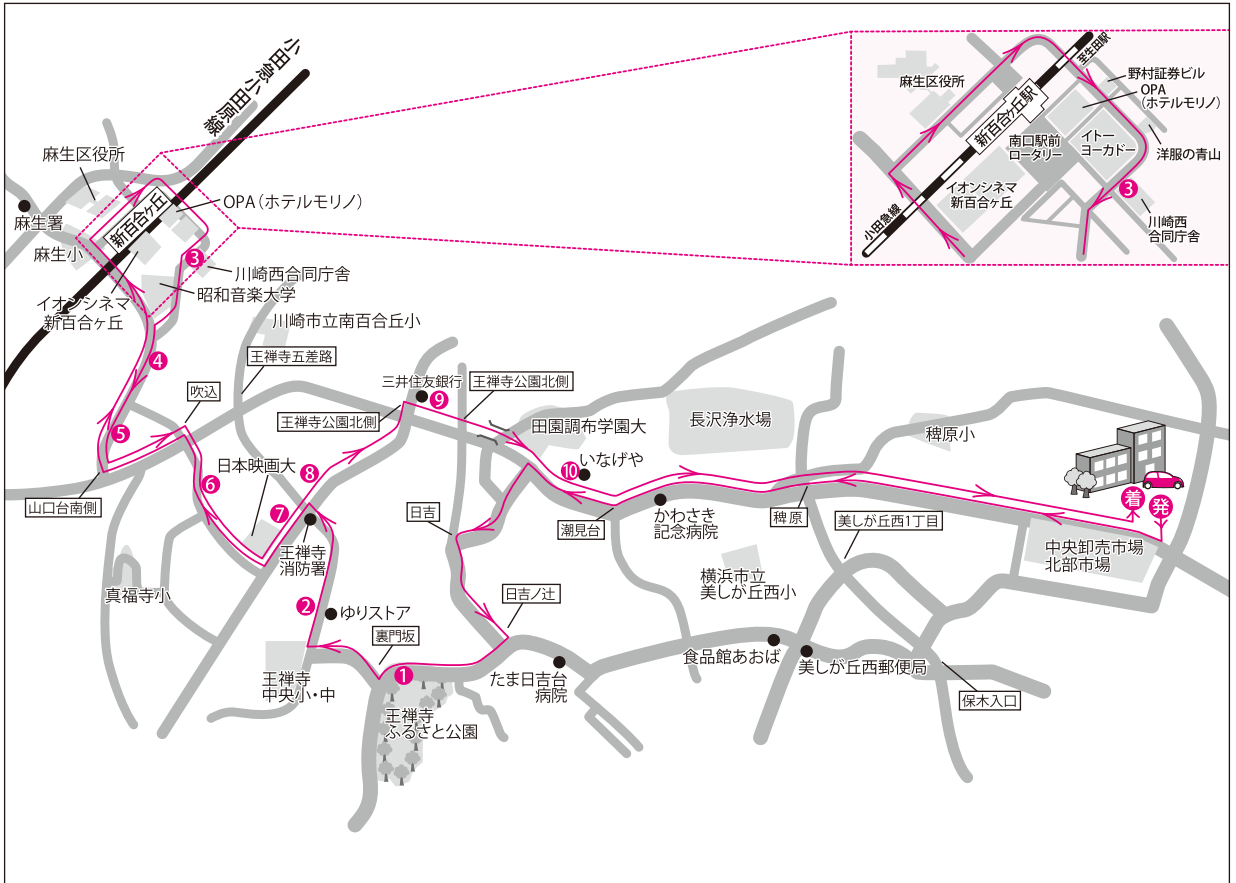 小田急小田原線
麻生区役所
OPA（ホテルモリノ）
新百合ヶ丘
麻生署
麻生小
③
川崎西合同庁舎
昭和音楽大学
イオンシネマ
新百合ヶ丘
川崎市立南百合丘小
④
王禅寺五差路
吹込
三井住友銀行
⑨
王禅寺公園北側
王禅寺公園北側
⑤
田園調布学園大
長沢浄水場
稗原小
いなげや
⑩
日本映画大
⑧
⑥
山口台南側
⑦
王禅寺
消防署
日吉
潮見台
かわさき
記念病院
稗原
美しが丘西1丁目
着
発
中央卸売市場
北部市場
真福寺小
②
ゆりストア
日吉ノ辻
横浜市立
美しが丘西小
裏門坂
①
王禅寺
中央小・中
たま日吉台
病院
食品館あおば
美しが丘西郵便局
保木入口
王禅寺
ふるさと公園
至生田駅
麻生区役所
新百合ヶ丘駅
野村証券ビル
OPA
（ホテルモリノ）
南口駅前
ロータリー
イトー
ヨーカドー
洋服の青山
イオンシネマ
新百合ヶ丘
③
小田急線
川崎西
合同庁舎